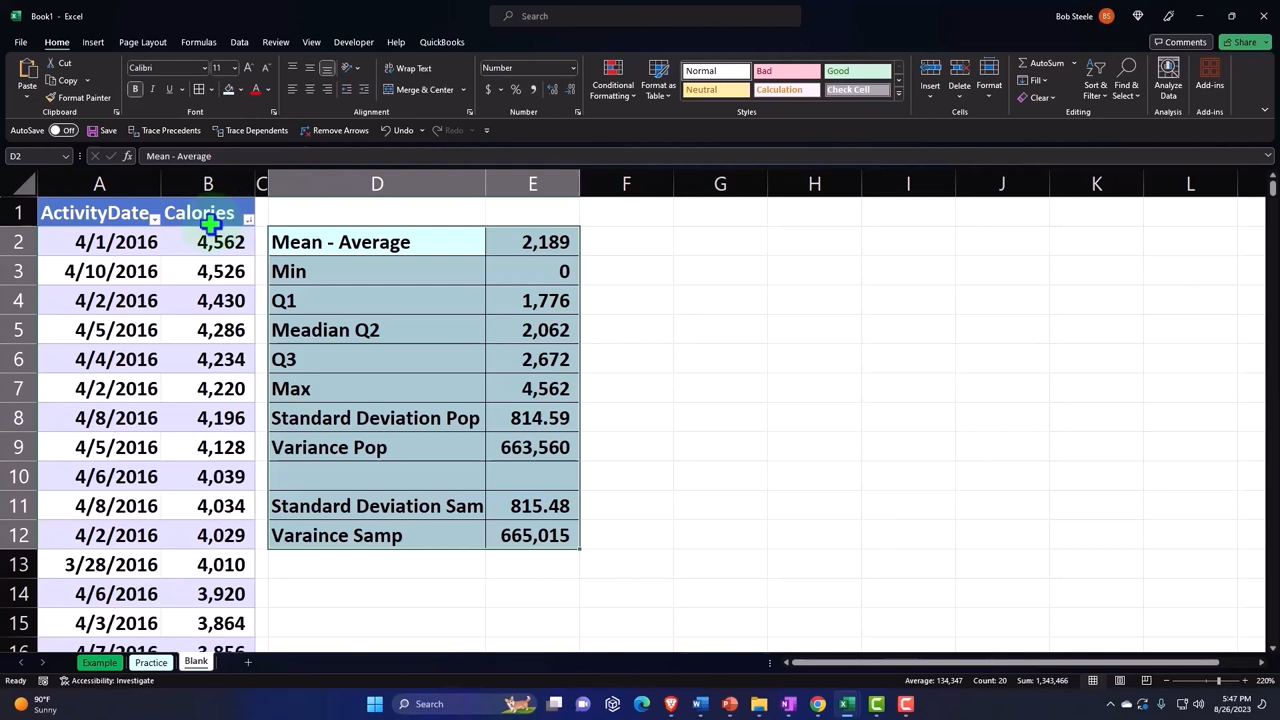 Book1 - Excel
Search
Bob Steele BS
File Home Insert Page Layout Formulas Data Review View Developer Help QuickBooks
Comments Share
Paste Cut
Copy
Format Painter
Calibri 11
B I U
Wrap Text
Merge & Center
Number
$ % 9
Conditional Formatting
Format as Table
Normal Bad Good
Neutral Calculation Check Cell
Insert Delete Format
AutoSum
Fill
Clear
Sort & Filter
Find & Select
Analyze Data
Add-ins
Clipboard Font Alignment Number Styles Cells Editing Analysis Add-ins
AutoSave Off Save Trace Precedents Trace Dependents Remove Arrows Undo Redo
D2 fx Mean - Average
A B C D E F G H I J K L
1 ActivityDate Calories
2 4/1/2016 4,562 Mean - Average 2,189
3 4/10/2016 4,526 Min 0
4 4/2/2016 4,430 Q1 1,776
5 4/5/2016 4,286 Meadian Q2 2,062
6 4/4/2016 4,234 Q3 2,672
7 4/2/2016 4,220 Max 4,562
8 4/8/2016 4,196 Standard Deviation Pop 814.59
9 4/5/2016 4,128 Variance Pop 663,560
10 4/6/2016 4,039
11 4/8/2016 4,034 Standard Deviation Sam 815.48
12 4/2/2016 4,029 Varaince Samp 665,015
13 3/28/2016 4,010
14 4/6/2016 3,920
15 4/3/2016 3,864
16 4/7/2016 3,856
Example Practice Blank
Ready Accessibility: Investigate Average: 134,347 Count: 20 Sum: 1,343,466 220%
90°F
Sunny
Search
5:47 PM
8/26/2023